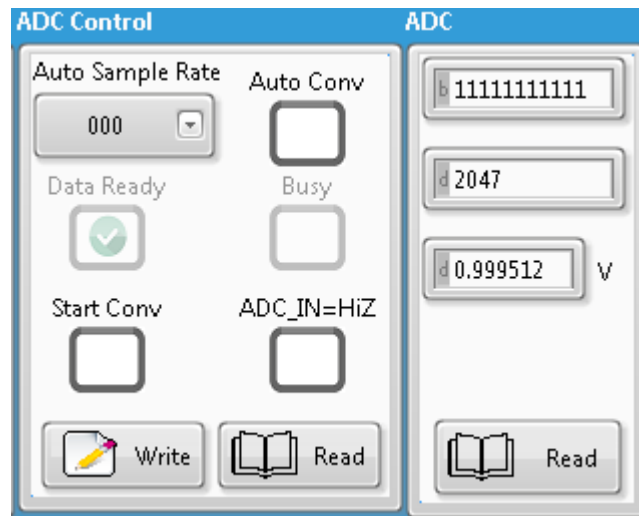 ADC Control
Auto Sample Rate
Auto Conv
000
Data Ready
Busy
Start Conv
ADC_IN=HiZ
Write
Read
ADC
b 11111111111
d 2047
d 0.999512 V
Read